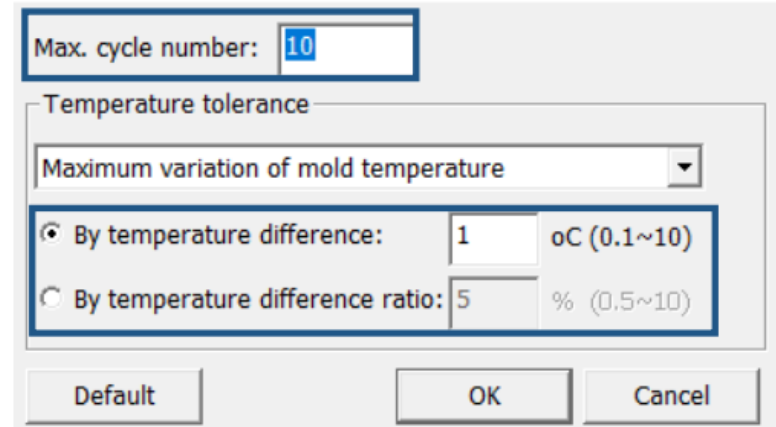 Max. cycle number: 10
Temperature tolerance
Maximum variation of mold temperature
By temperature difference: 1 oC (0.1~10)
By temperature difference ratio: 5 % (0.5~10)
Default OK Cancel